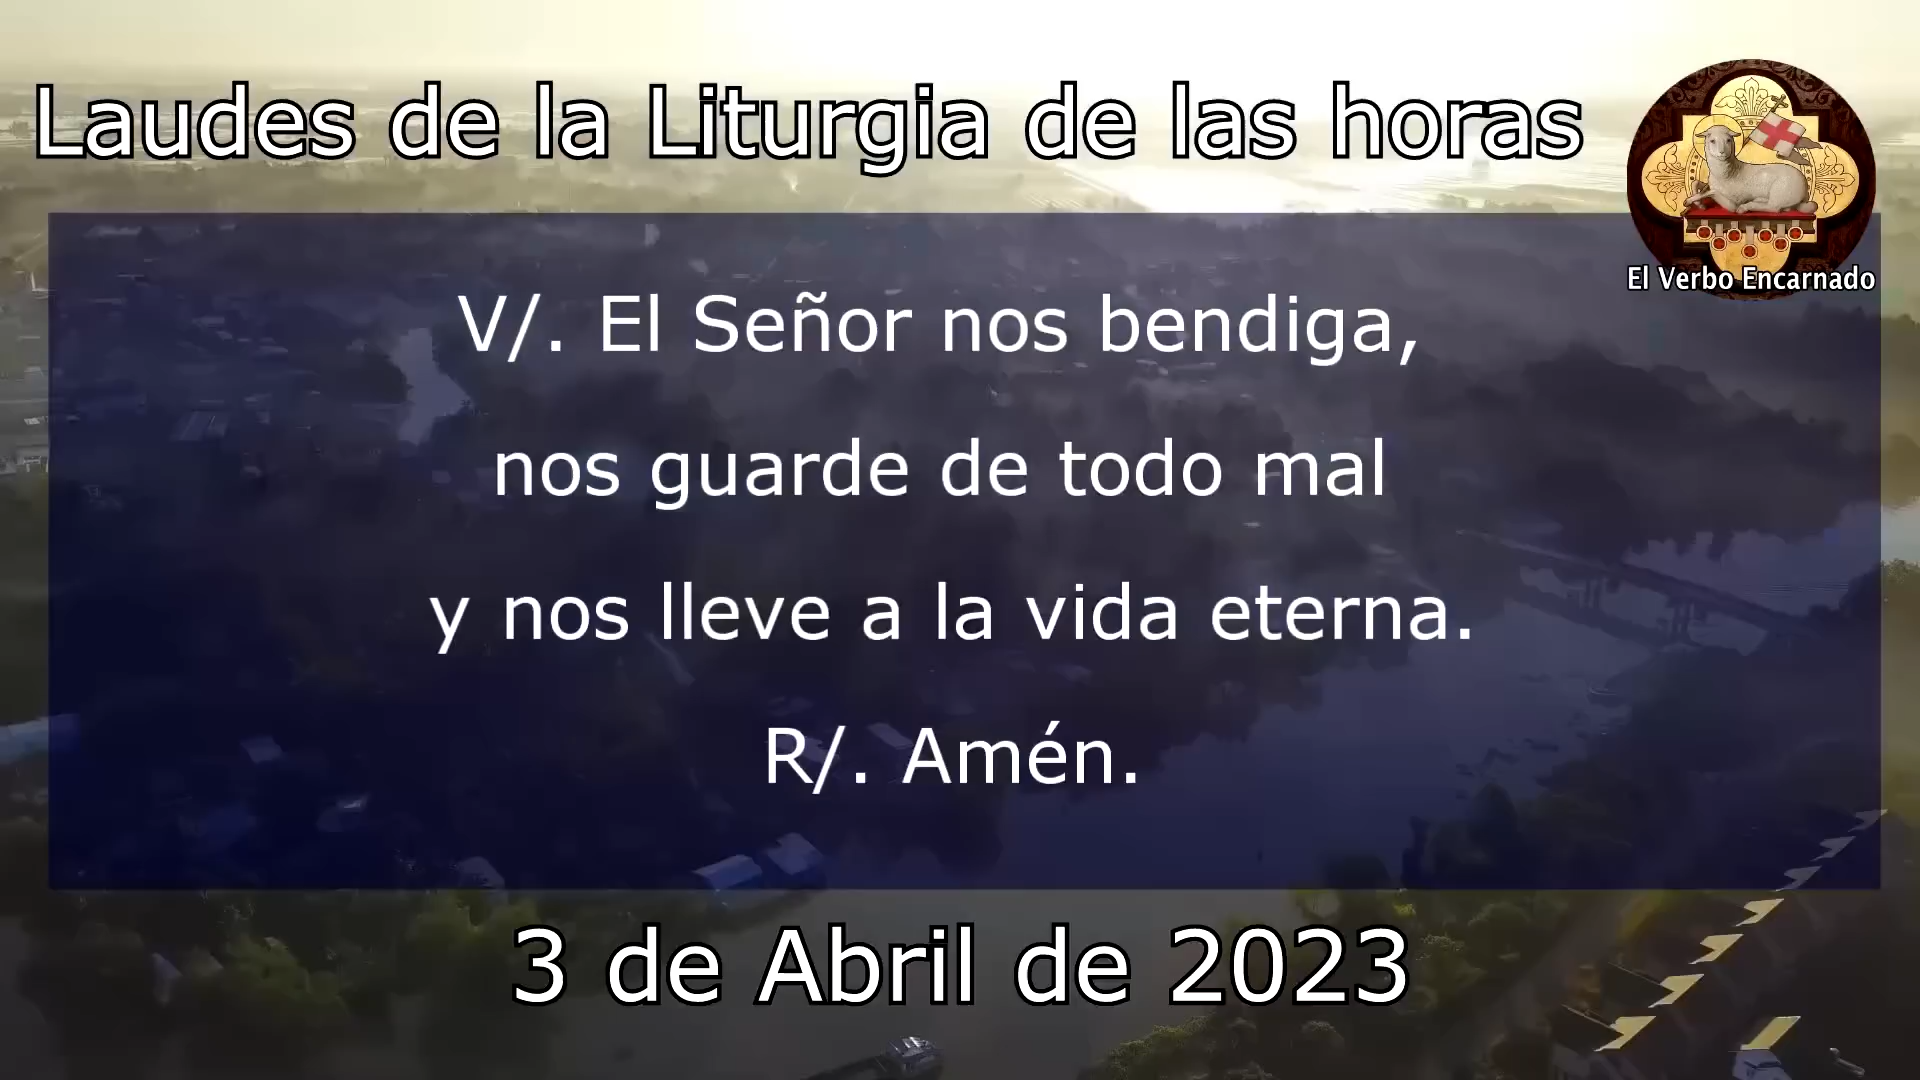 Laudes de la Liturgia de las horas
El Verbo Encarnado
V/. El Señor nos bendiga,
nos guarde de todo mal
y nos lleve a la vida eterna.
R/. Amén.
3 de Abril de 2023